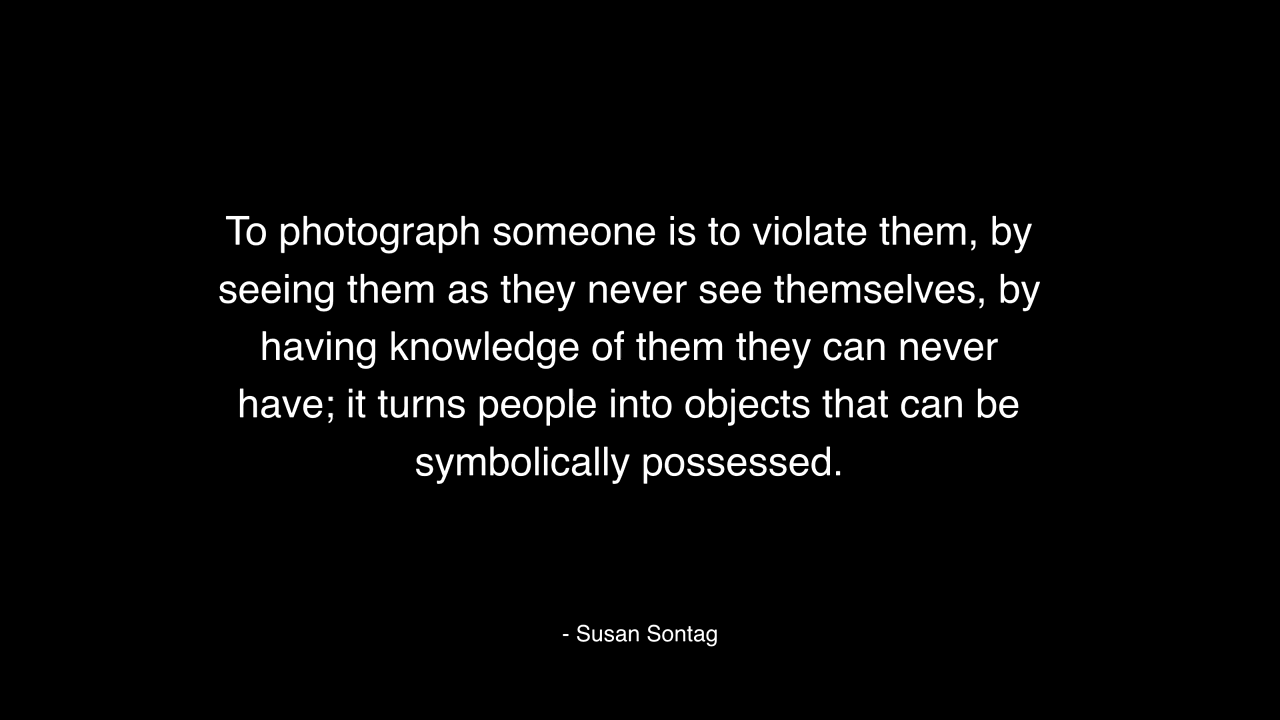 To photograph someone is to violate them, by
seeing them as they never see themselves, by
having knowledge of them they can never
have; it turns people into objects that can be
symbolically possessed.
- Susan Sontag